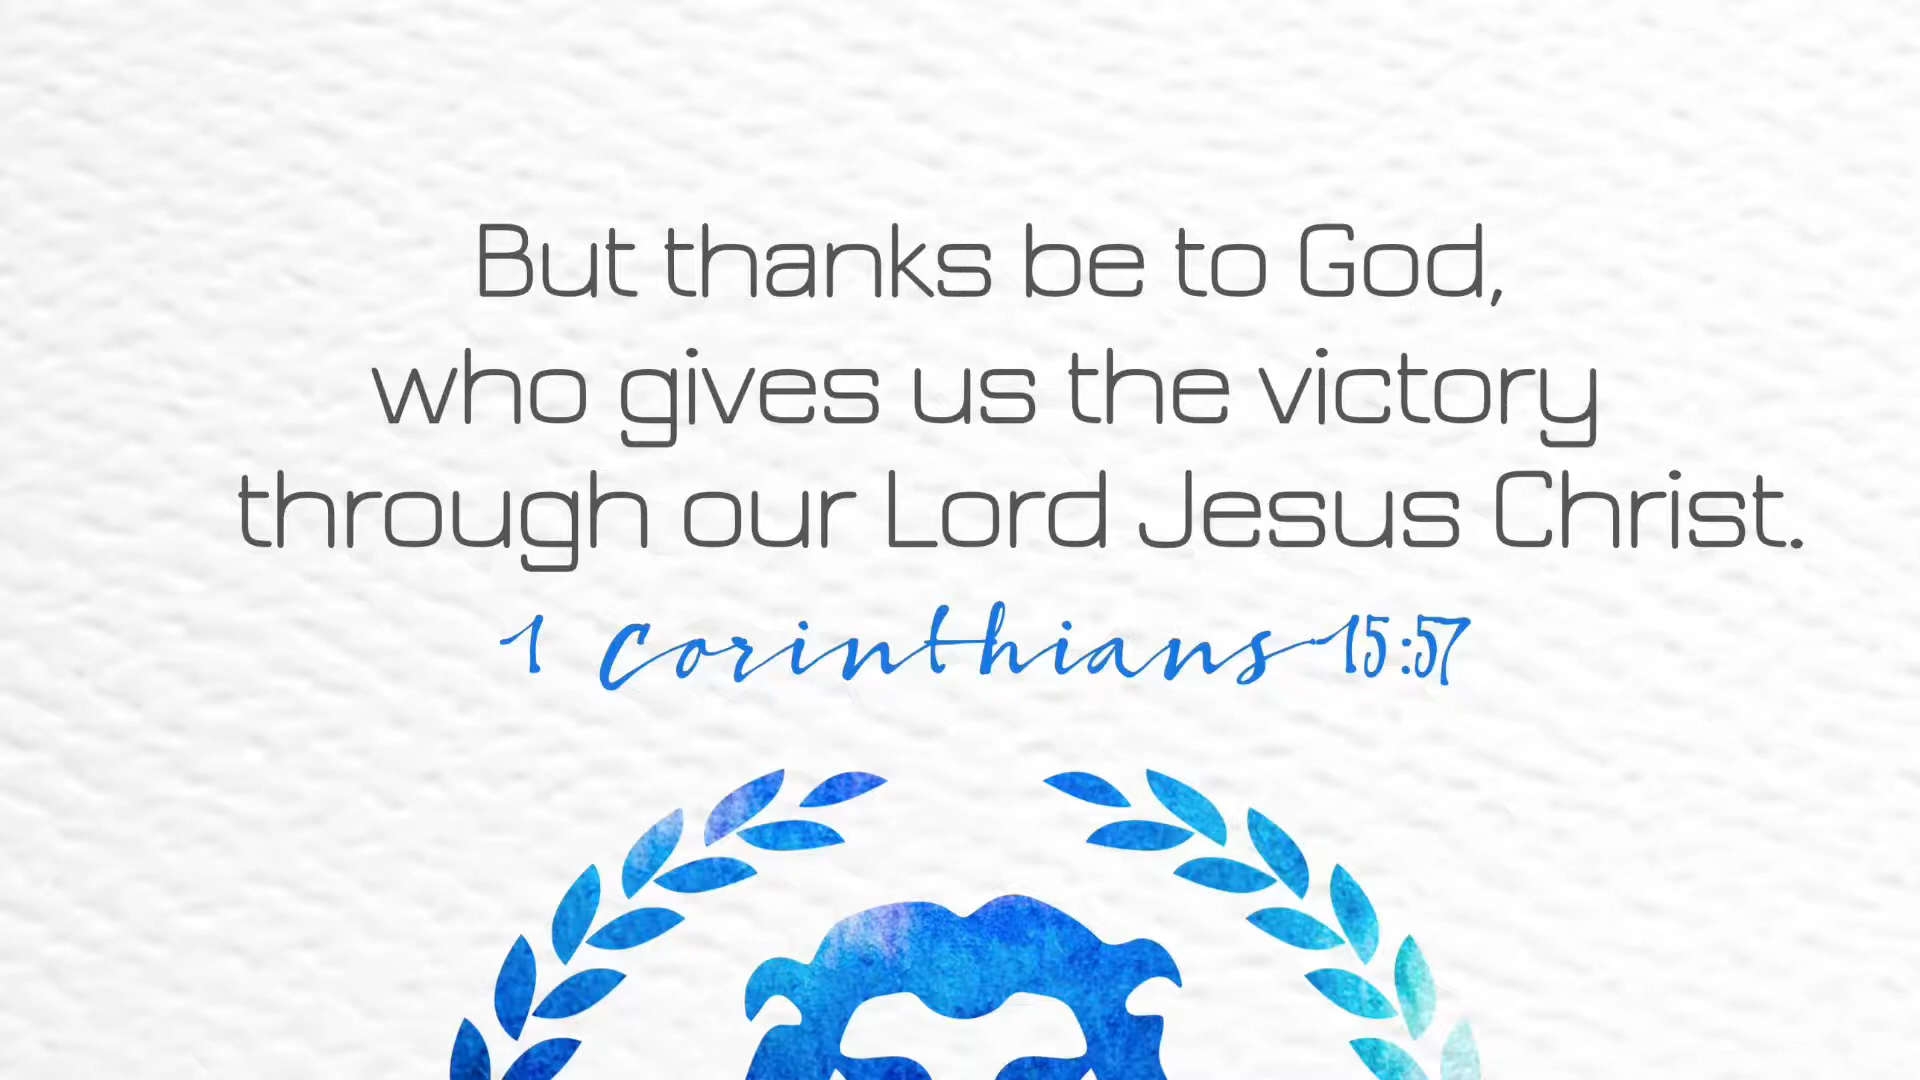 But thanks be to God,
who gives us the victory
through our Lord Jesus Christ.
1 Corinthians 15:57